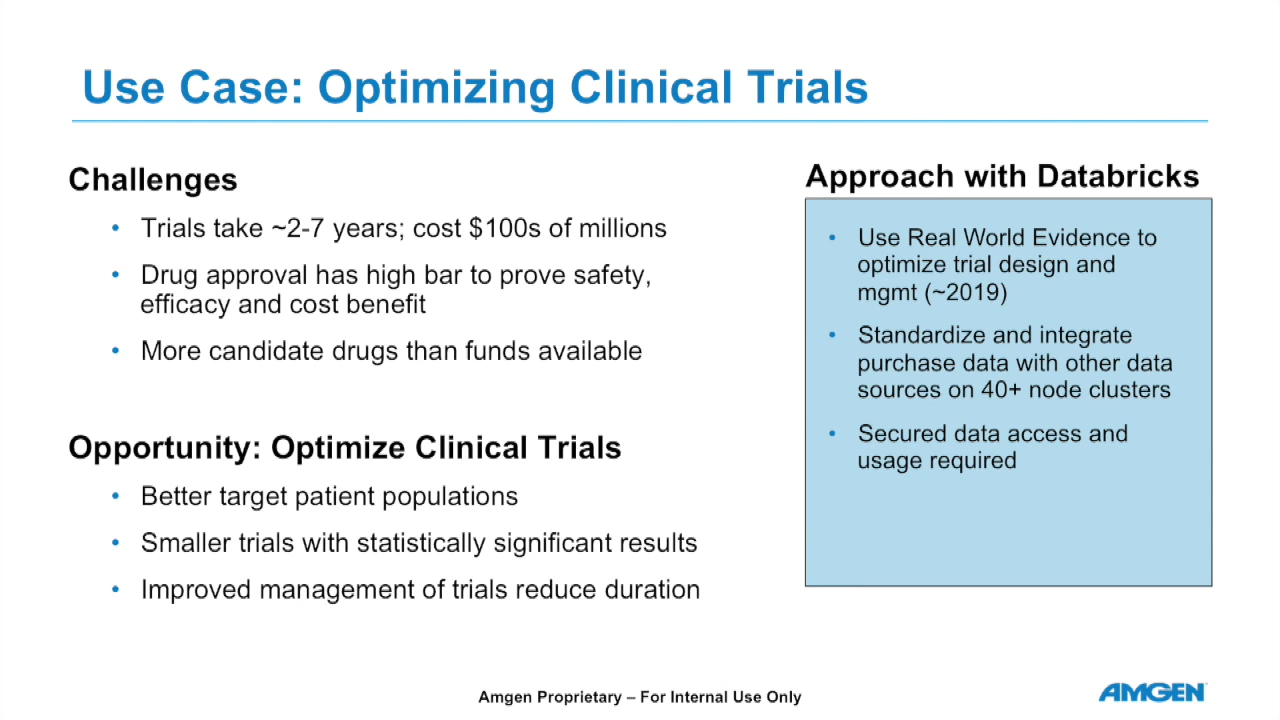 Use Case: Optimizing Clinical Trials
Challenges
• Trials take ~2-7 years; cost $100s of millions
• Drug approval has high bar to prove safety,
efficacy and cost benefit
• More candidate drugs than funds available
Opportunity: Optimize Clinical Trials
• Better target patient populations
• Smaller trials with statistically significant results
• Improved management of trials reduce duration
Approach with Databricks
• Use Real World Evidence to
optimize trial design and
mgmt (~2019)
• Standardize and integrate
purchase data with other data
sources on 40+ node clusters
• Secured data access and
usage required
Amgen Proprietary – For Internal Use Only
AMGEN